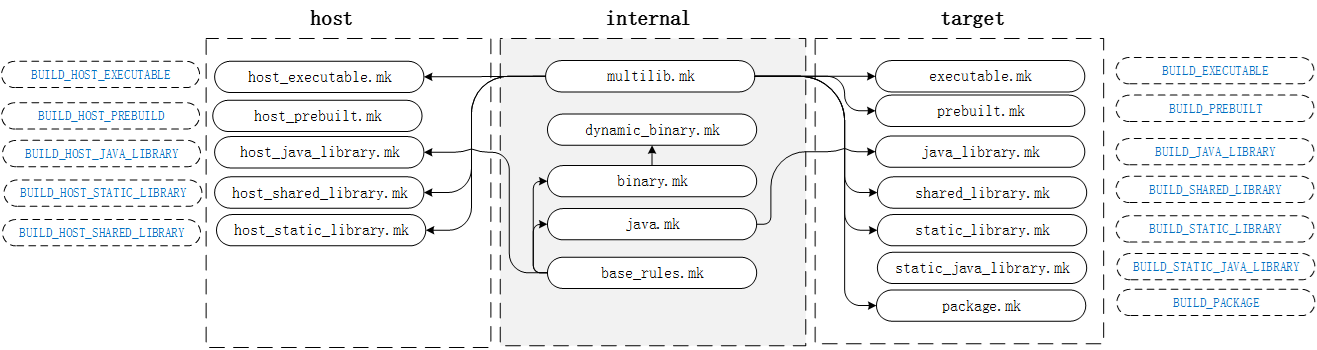 host
internal
target
BUILD_HOST_EXECUTABLE
host_executable.mk
multilib.mk
executable.mk
BUILD_EXECUTABLE
BUILD_HOST_PREBUILD
host_prebuilt.mk
dynamic_binary.mk
prebuilt.mk
BUILD_PREBUILT
BUILD_HOST_JAVA_LIBRARY
host_java_library.mk
binary.mk
java_library.mk
BUILD_JAVA_LIBRARY
BUILD_HOST_STATIC_LIBRARY
host_shared_library.mk
java.mk
shared_library.mk
BUILD_SHARED_LIBRARY
BUILD_HOST_SHARED_LIBRARY
host_static_library.mk
base_rules.mk
static_library.mk
BUILD_STATIC_LIBRARY
static_java_library.mk
BUILD_STATIC_JAVA_LIBRARY
package.mk
BUILD_PACKAGE